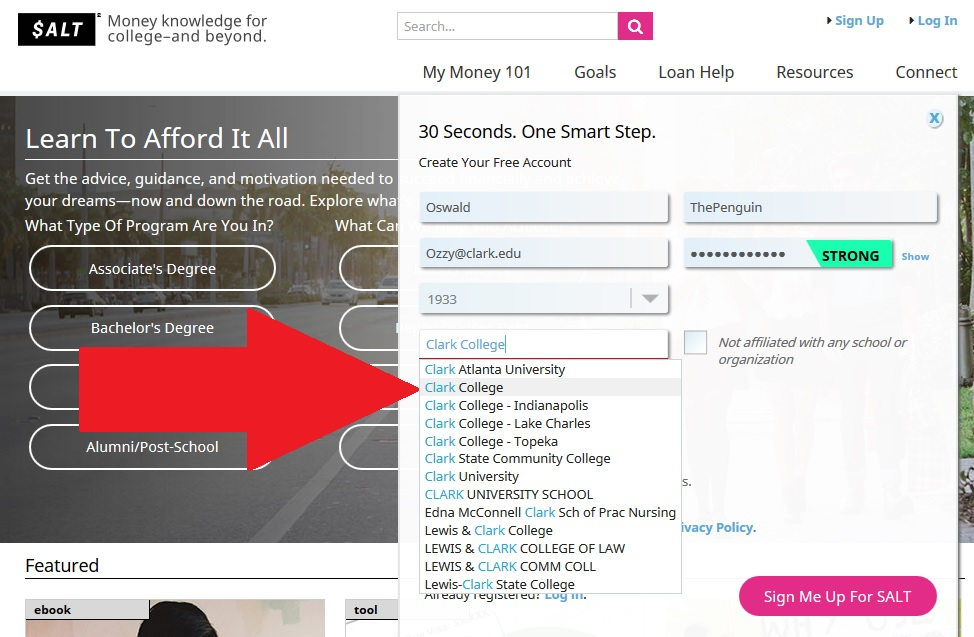 $ALT
Money knowledge for
college–and beyond.
Search...
Sign Up
Log In
My Money 101
Goals
Loan Help
Resources
Connect
Learn To Afford It All
Get the advice, guidance, and motivation needed to
your dreams—now and down the road. Explore what
What Type Of Program Are You In?
What Car
Associate's Degree
Bachelor's Degree
Alumni/Post-School
X
30 Seconds. One Smart Step.
Create Your Free Account
Oswald
ThePenguin
Ozzy@clark.edu
••••••••••••
STRONG
Show
1933
Clark College
Not affiliated with any school or
organization
Clark Atlanta University
Clark College
Clark College - Indianapolis
Clark College - Lake Charles
Clark College - Topeka
Clark State Community College
Clark University
CLARK UNIVERSITY SCHOOL
Edna McConnell Clark Sch of Prac Nursing
Lewis & Clark College
LEWIS & CLARK COLLEGE OF LAW
LEWIS & CLARK COMM COLL
Lewis-Clark State College
s.
ivacy Policy.
Already registered? Log In.
Sign Me Up For SALT
Featured
ebook
tool